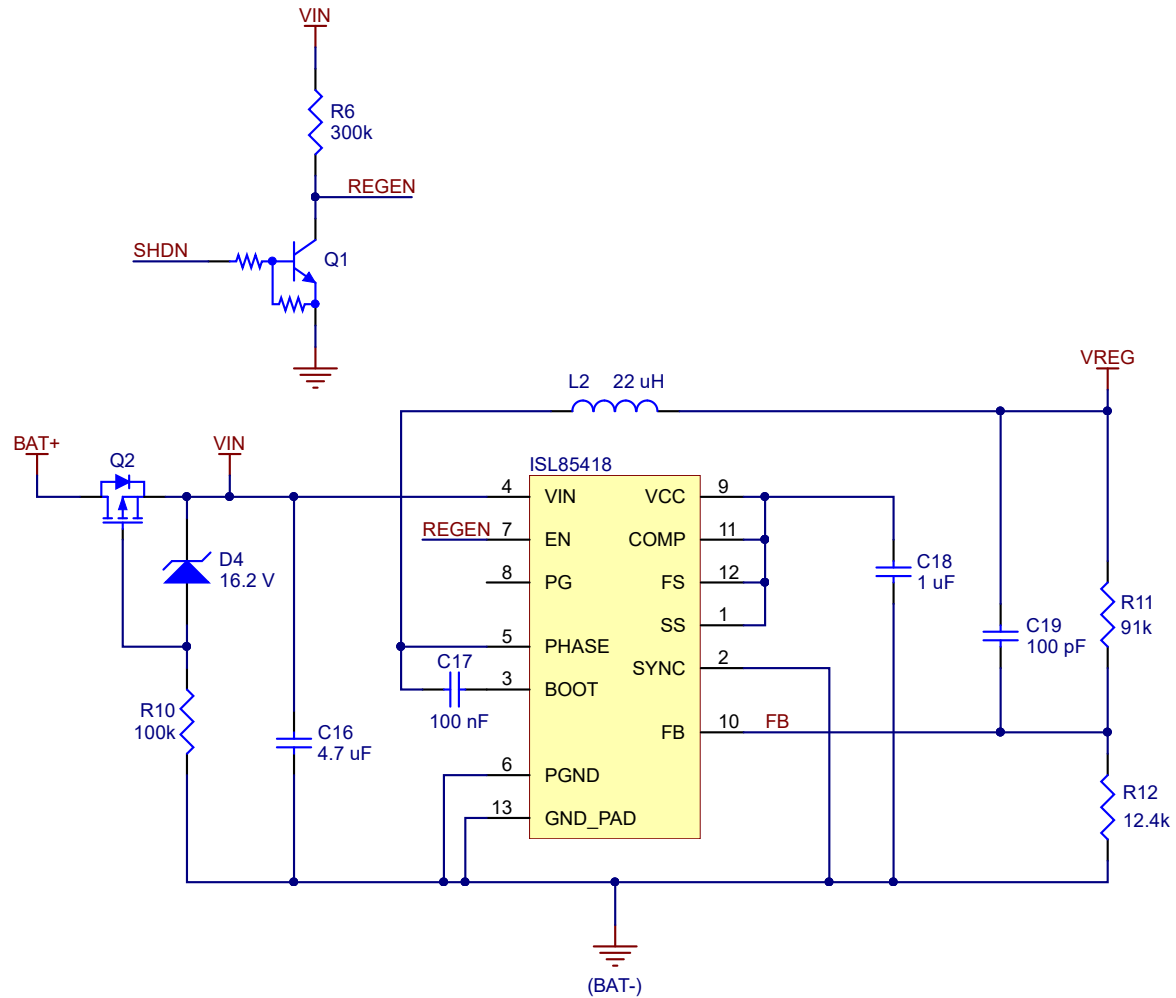 VIN
R6
300k
REGEN
SHDN
Q1
L2 22 uH
VREG
BAT+
Q2
VIN
ISL85418
4 VIN VCC 9
REGEN 7 EN COMP 11
D4
16.2 V
8 PG FS 12
C18
1 uF
SS 1
R11
91k
5 PHASE
C19
100 pF
SYNC 2
C17
100 nF
3 BOOT
R10
100k
C16
4.7 uF
FB 10 FB
6 PGND
R12
12.4k
13 GND_PAD
(BAT-)